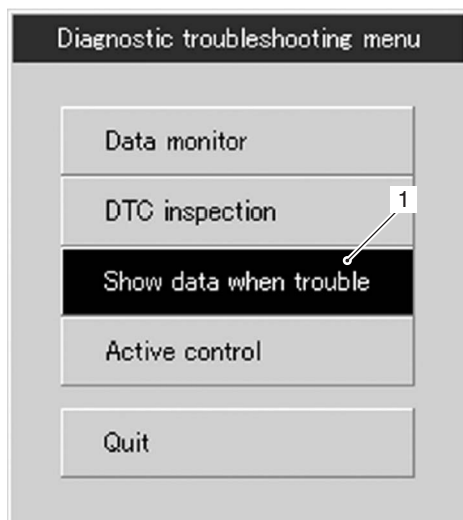 Diagnostic troubleshooting menu
Data monitor
DTC inspection
1
Show data when trouble
Active control
Quit